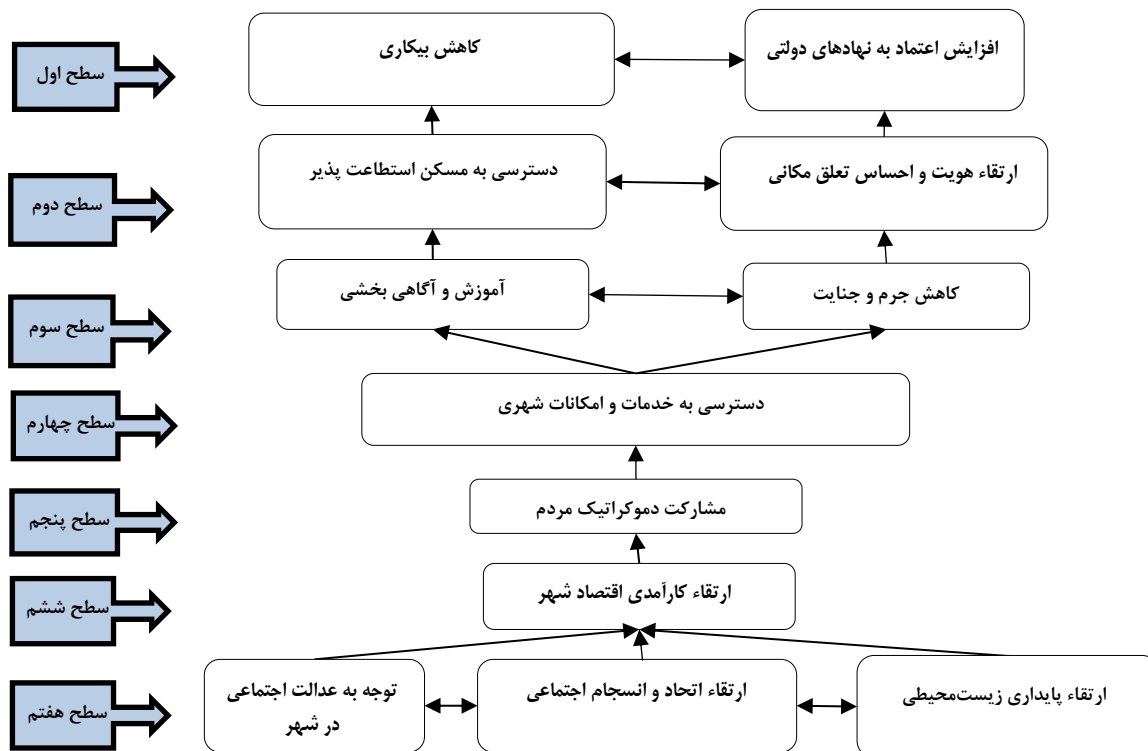 افزایش اعتماد به نهادهای دولتی
کاهش بیکاری
سطح اول
ارتقاء هویت و احساس تعلق مکانی
دسترسی به مسکن استطاعت پذیر
سطح دوم
کاهش جرم و جنایت
آموزش و آگاهی بخشی
سطح سوم
دسترسی به خدمات و امکانات شهری
سطح چهارم
مشارکت دموکراتیک مردم
سطح پنجم
ارتقاء کارآمدی اقتصاد شهر
سطح ششم
ارتقاء پایداری زیست‌محیطی
ارتقاء اتحاد و انسجام اجتماعی
توجه به عدالت اجتماعی
در شهر
سطح هفتم